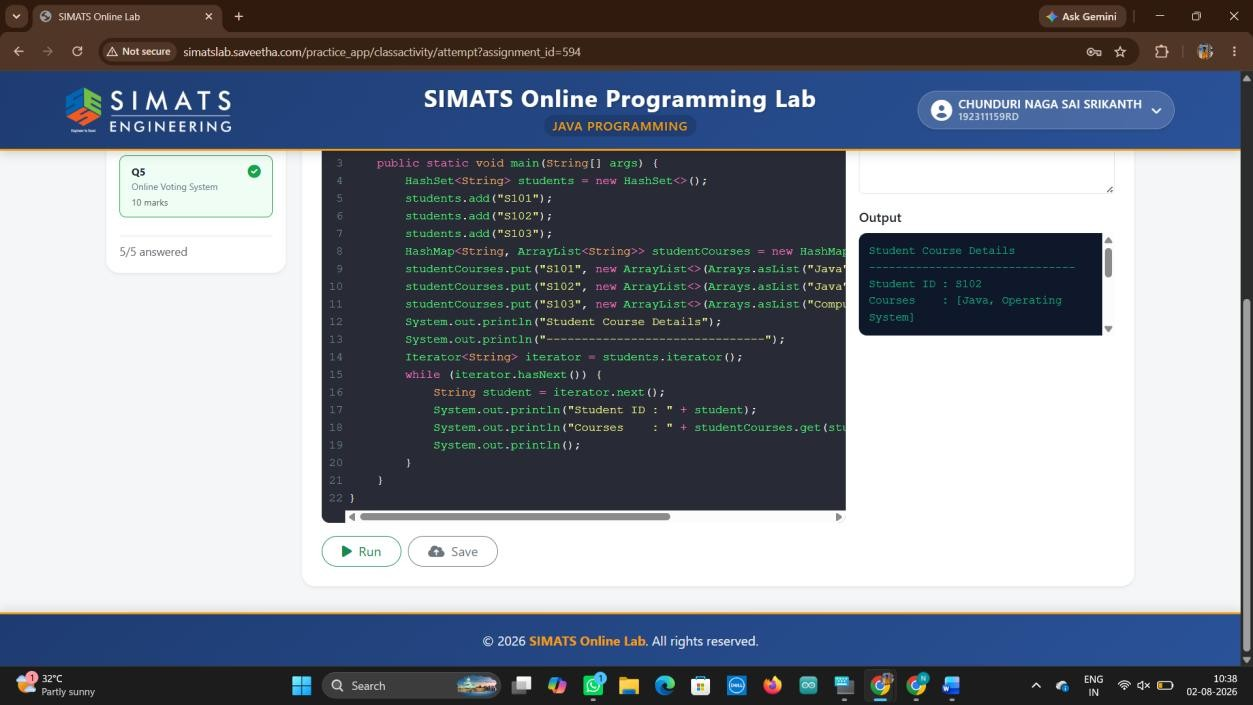 SIMATS Online Lab
Ask Gemini
Not secure
simatslab.saveetha.com/practice_app/classactivity/attempt?assignment_id=594
SIMATS
ENGINEERING
Engineer to Excel
SIMATS Online Programming Lab
JAVA PROGRAMMING
CHUNDURI NAGA SAI SRIKANTH
192311159RD
Q5
Online Voting System
10 marks
5/5 answered
3 public static void main(String[] args) {
4 HashSet<String> students = new HashSet<>();
5 students.add("S101");
6 students.add("S102");
7 students.add("S103");
8 HashMap<String, ArrayList<String>> studentCourses = new HashMap
9 studentCourses.put("S101", new ArrayList<>(Arrays.asList("Java"
10 studentCourses.put("S102", new ArrayList<>(Arrays.asList("Java"
11 studentCourses.put("S103", new ArrayList<>(Arrays.asList("Compu
12 System.out.println("Student Course Details");
13 System.out.println("-------------------------------");
14 Iterator<String> iterator = students.iterator();
15 while (iterator.hasNext()) {
16 String student = iterator.next();
17 System.out.println("Student ID : " + student);
18 System.out.println("Courses    : " + studentCourses.get(stu
19 System.out.println();
20 }
21 }
22 }
Run
Save
Output
Student Course Details
-------------------------------
Student ID : S102
Courses    : [Java, Operating
System]
© 2026 SIMATS Online Lab. All rights reserved.
1
32°C
Partly sunny
Search
1
DELL
N
W
ENG
IN
10:38
02-08-2026